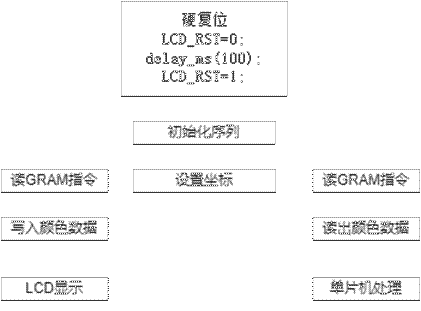 硬复位
LCD_RST=0;
delay_ms(100);
LCD_RST=1;
初始化序列
读GRAM指令
设置坐标
读GRAM指令
写入颜色数据
读出颜色数据
LCD显示
单片机处理